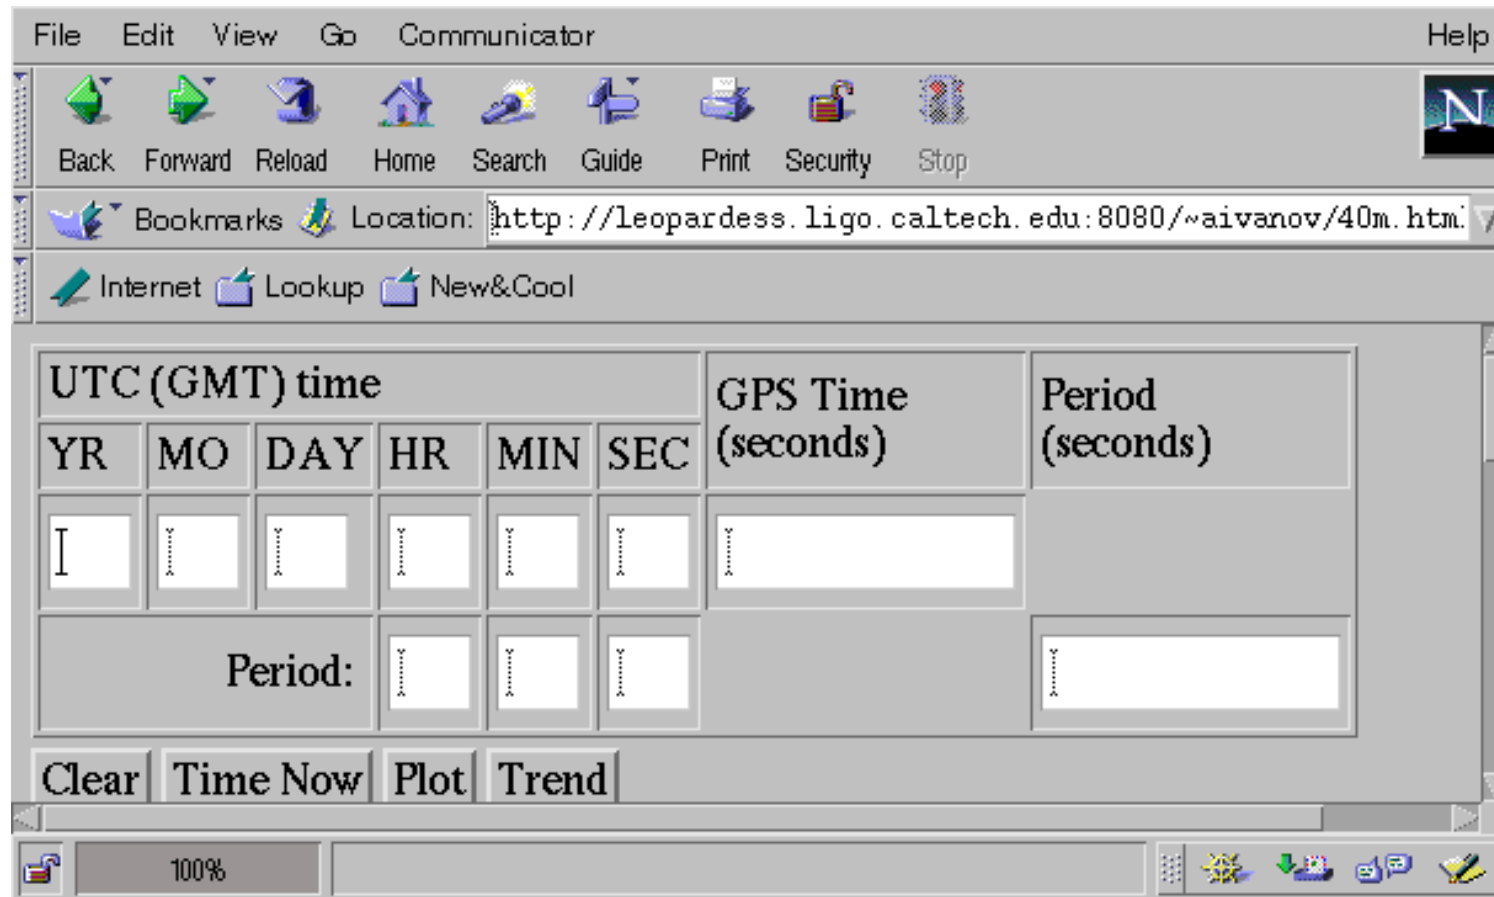 File Edit View Go Communicator Help
Back Forward Reload Home Search Guide Print Security Stop
N
Bookmarks Location: http://leopardess.ligo.caltech.edu:8080/~aivanov/40m.html
Internet Lookup New&Cool
UTC (GMT) time
GPS Time
(seconds)
Period
(seconds)
YR MO DAY HR MIN SEC
Period:
Clear Time Now Plot Trend
100%